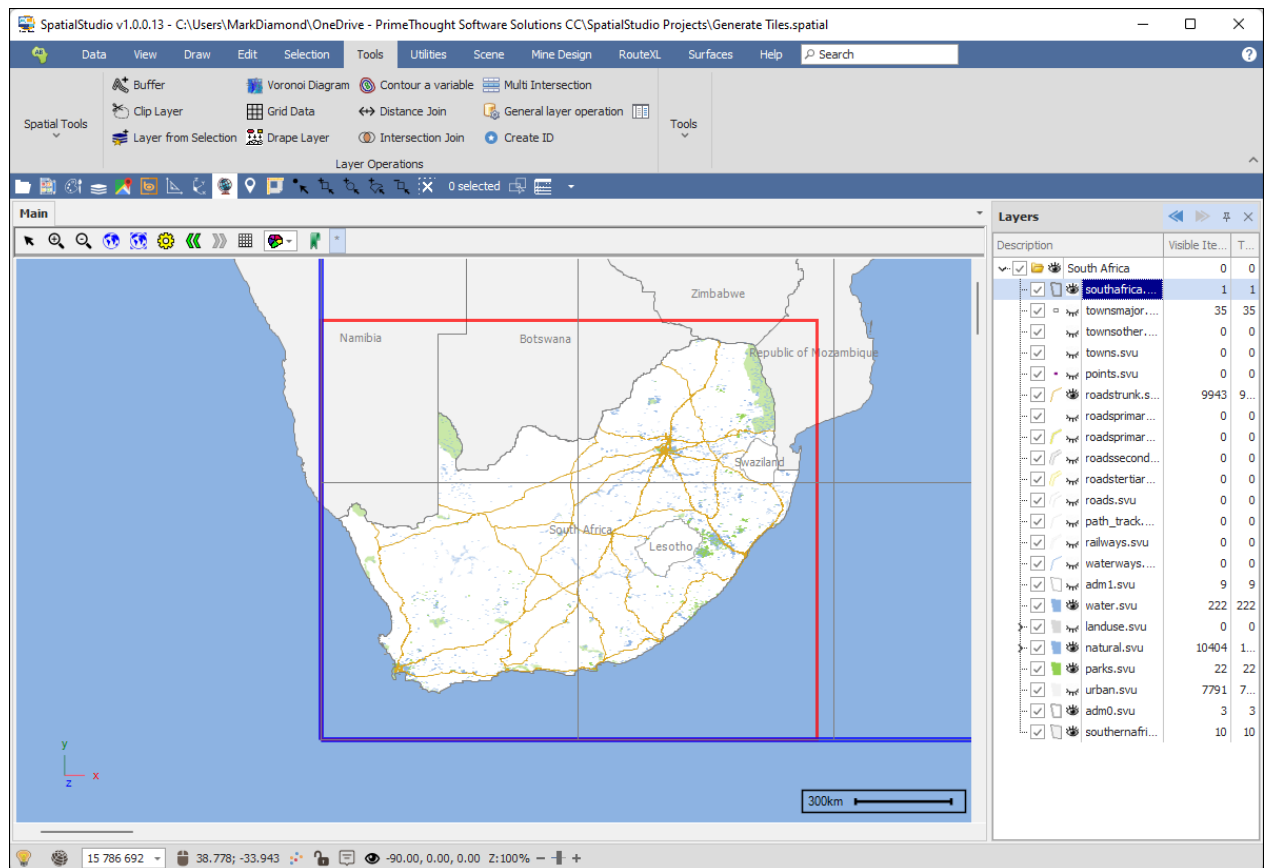 SpatialStudio v1.0.0.13 - C:\Users\MarkDiamond\OneDrive - PrimeThought Software Solutions CC\SpatialStudio Projects\Generate Tiles.spatial
Data View Draw Edit Selection Tools Utilities Scene Mine Design RouteXL Surfaces Help Search
Buffer Voronoi Diagram Contour a variable Multi Intersection
Clip Layer Grid Data Distance Join General layer operation
Spatial Tools Tools
Layer from Selection Drape Layer Intersection Join Create ID
Layer Operations
0 selected
Main
Layers
Description Visible Ite... T...
South Africa 0 0
southafrica.... 1 1
townsmajor.... 35 35
townsother.... 0 0
towns.svu 0 0
points.svu 0 0
roadstrunk.s... 9943 9...
roadsprimar... 0 0
roadsprimar... 0 0
roadssecond... 0 0
roadstertiar... 0 0
roads.svu 0 0
path_track.... 0 0
railways.svu 0 0
waterways.... 0 0
adm1.svu 9 9
water.svu 222 222
landuse.svu 0 0
natural.svu 10404 1...
parks.svu 22 22
urban.svu 7791 7...
adm0.svu 3 3
southernafri... 10 10
Zimbabwe
Namibia
Botswana
Republic of Mozambique
Swaziland
South Africa
Lesotho
y
x
z
300km
15 786 692 38.778; -33.943 -90.00, 0.00, 0.00 Z:100%